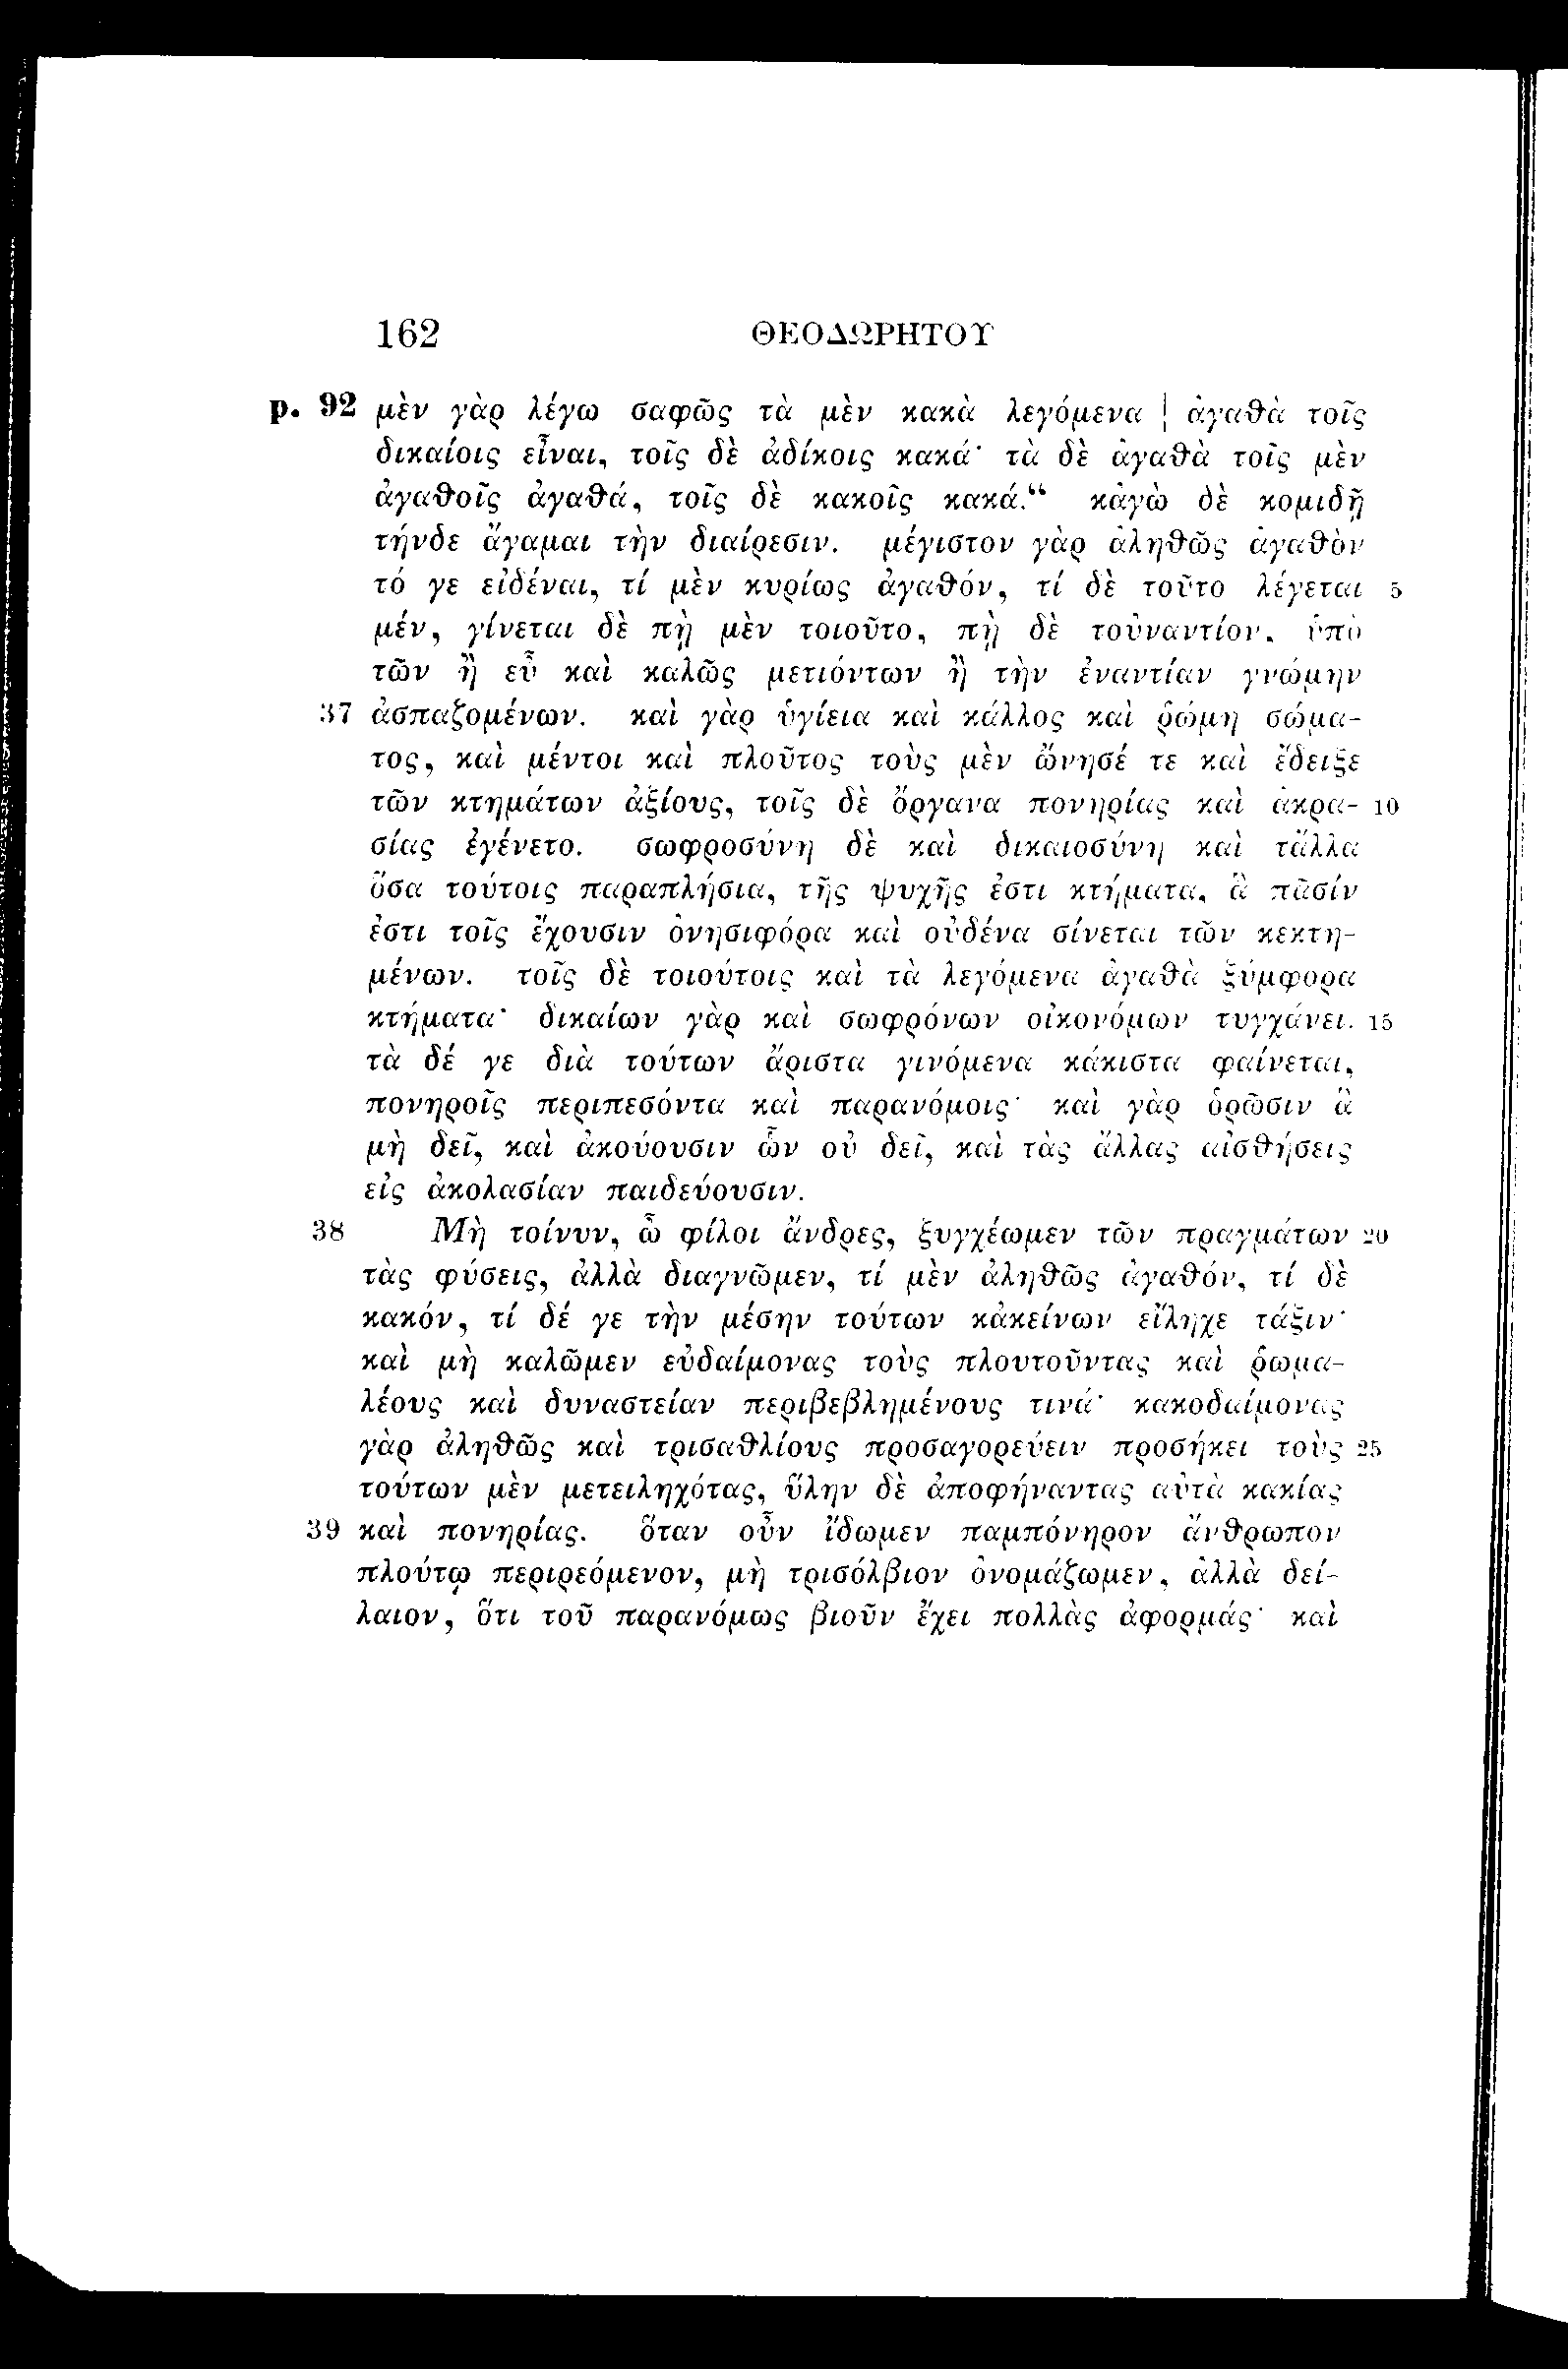 162 ΘΕΟΔΩΡΗΤΟΥ
p. 92 μὲν γὰρ λέγω σαφῶς τὰ μὲν κακὰ λεγόμενα | ἀγαθὰ τοῖς
δικαίοις εἶναι, τοῖς δὲ ἀδίκοις κακά· τὰ δὲ ἀγαθὰ τοῖς μὲν
ἀγαθοῖς ἀγαθά, τοῖς δὲ κακοῖς κακά.“ κἀγὼ δὲ κομιδῇ
τήνδε ἄγαμαι τὴν διαίρεσιν. μέγιστον γὰρ ἀληθῶς ἀγαθὸν
τό γε εἰδέναι, τί μὲν κυρίως ἀγαθόν, τί δὲ τοῦτο λέγεται 5
μέν, γίνεται δὲ πὴ μὲν τοιοῦτο, πὴ δὲ τοὐναντίον, ὑπὸ
τῶν ἢ εὖ καὶ καλῶς μετιόντων ἢ τὴν ἐναντίαν γνώμην
37 ἀσπαζομένων. καὶ γὰρ ὑγίεια καὶ κάλλος καὶ ῥώμη σώμα-
τος, καὶ μέντοι καὶ πλοῦτος τοὺς μὲν ὤνησέ τε καὶ ἔδειξε
τῶν κτημάτων ἀξίους, τοῖς δὲ ὄργανα πονηρίας καὶ ἀκρα- 10
σίας ἐγένετο. σωφροσύνη δὲ καὶ δικαιοσύνη καὶ τἄλλα
ὅσα τούτοις παραπλήσια, τῆς ψυχῆς ἐστι κτήματα, ἃ πᾶσίν
ἐστι τοῖς ἔχουσιν ὀνησιφόρα καὶ οὐδένα σίνεται τῶν κεκτη-
μένων. τοῖς δὲ τοιούτοις καὶ τὰ λεγόμενα ἀγαθὰ ξύμφορα
κτήματα· δικαίων γὰρ καὶ σωφρόνων οἰκονόμων τυγχάνει. 15
τὰ δέ γε διὰ τούτων ἄριστα γινόμενα κάκιστα φαίνεται,
πονηροῖς περιπεσόντα καὶ παρανόμοις· καὶ γὰρ ὁρῶσιν ἃ
μὴ δεῖ, καὶ ἀκούουσιν ὧν οὐ δεῖ, καὶ τὰς ἄλλας αἰσθήσεις
εἰς ἀκολασίαν παιδεύουσιν.
38 Μὴ τοίνυν, ὦ φίλοι ἄνδρες, ξυγχέωμεν τῶν πραγμάτων 20
τὰς φύσεις, ἀλλὰ διαγνῶμεν, τί μὲν ἀληθῶς ἀγαθόν, τί δὲ
κακόν, τί δέ γε τὴν μέσην τούτων κἀκείνων εἴληχε τάξιν·
καὶ μὴ καλῶμεν εὐδαίμονας τοὺς πλουτοῦντας καὶ ῥωμα-
λέους καὶ δυναστείαν περιβεβλημένους τινά· κακοδαίμονας
γὰρ ἀληθῶς καὶ τρισαθλίους προσαγορεύειν προσήκει τοὺς 25
τούτων μὲν μετειληχότας, ὕλην δὲ ἀποφήναντας αὐτὰ κακίας
39 καὶ πονηρίας. ὅταν οὖν ἴδωμεν παμπόνηρον ἄνθρωπον
πλούτῳ περιρεόμενον, μὴ τρισόλβιον ὀνομάζωμεν, ἀλλὰ δεί-
λαιον, ὅτι τοῦ παρανόμως βιοῦν ἔχει πολλὰς ἀφορμάς· καὶ